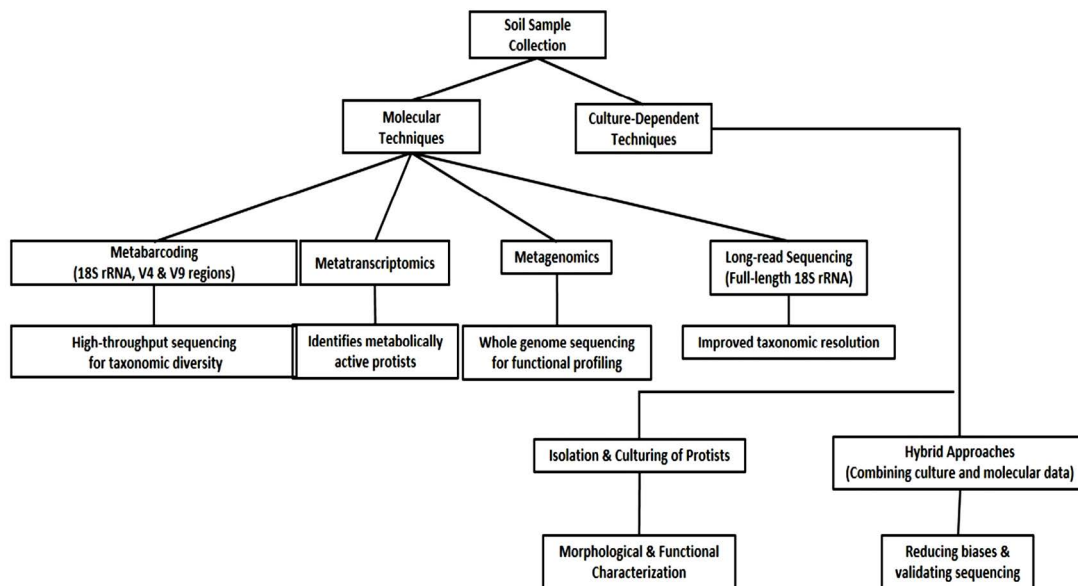 Soil Sample
Collection
Molecular
Techniques
Culture-Dependent
Techniques
Metabarcoding
(18S rRNA, V4 & V9 regions)
Metatranscriptomics
Metagenomics
Long-read Sequencing
(Full-length 18S rRNA)
High-throughput sequencing
for taxonomic diversity
Identifies metabolically
active protists
Whole genome sequencing
for functional profiling
Improved taxonomic resolution
Isolation & Culturing of Protists
Hybrid Approaches
(Combining culture and molecular data)
Morphological & Functional
Characterization
Reducing biases &
validating sequencing